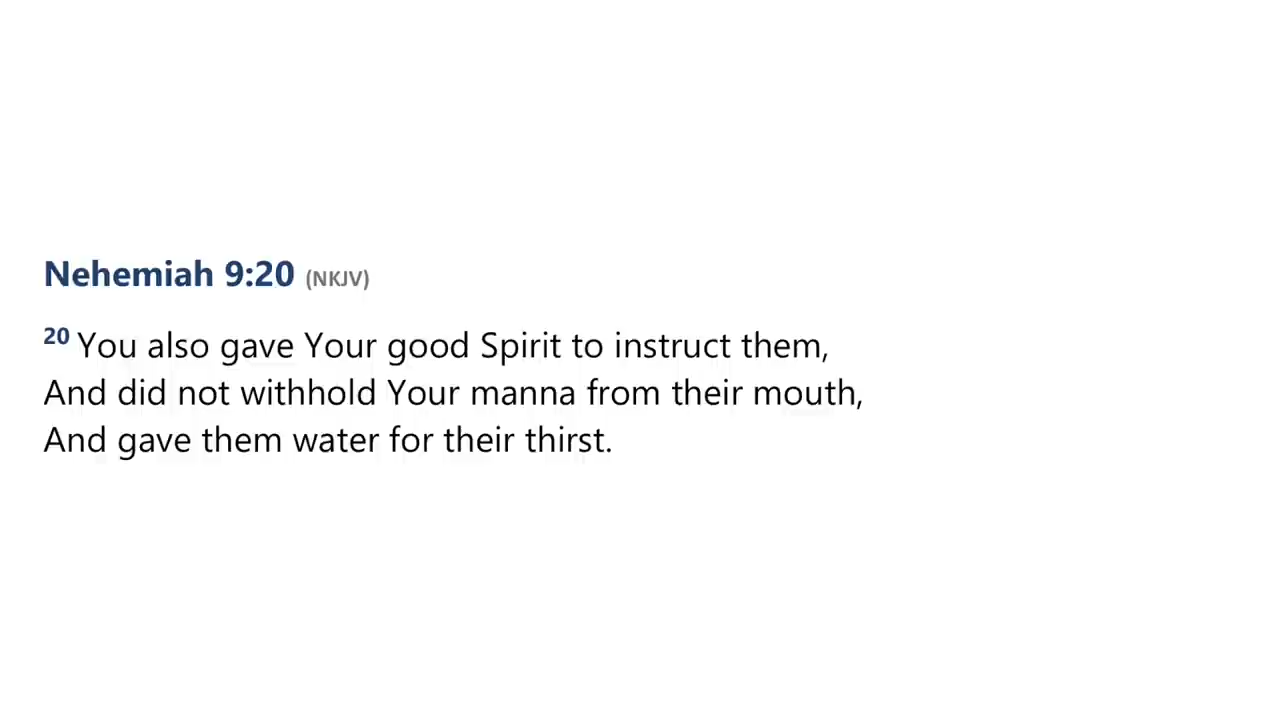 Nehemiah 9:20 (NKJV)
20 You also gave Your good Spirit to instruct them,
And did not withhold Your manna from their mouth,
And gave them water for their thirst.